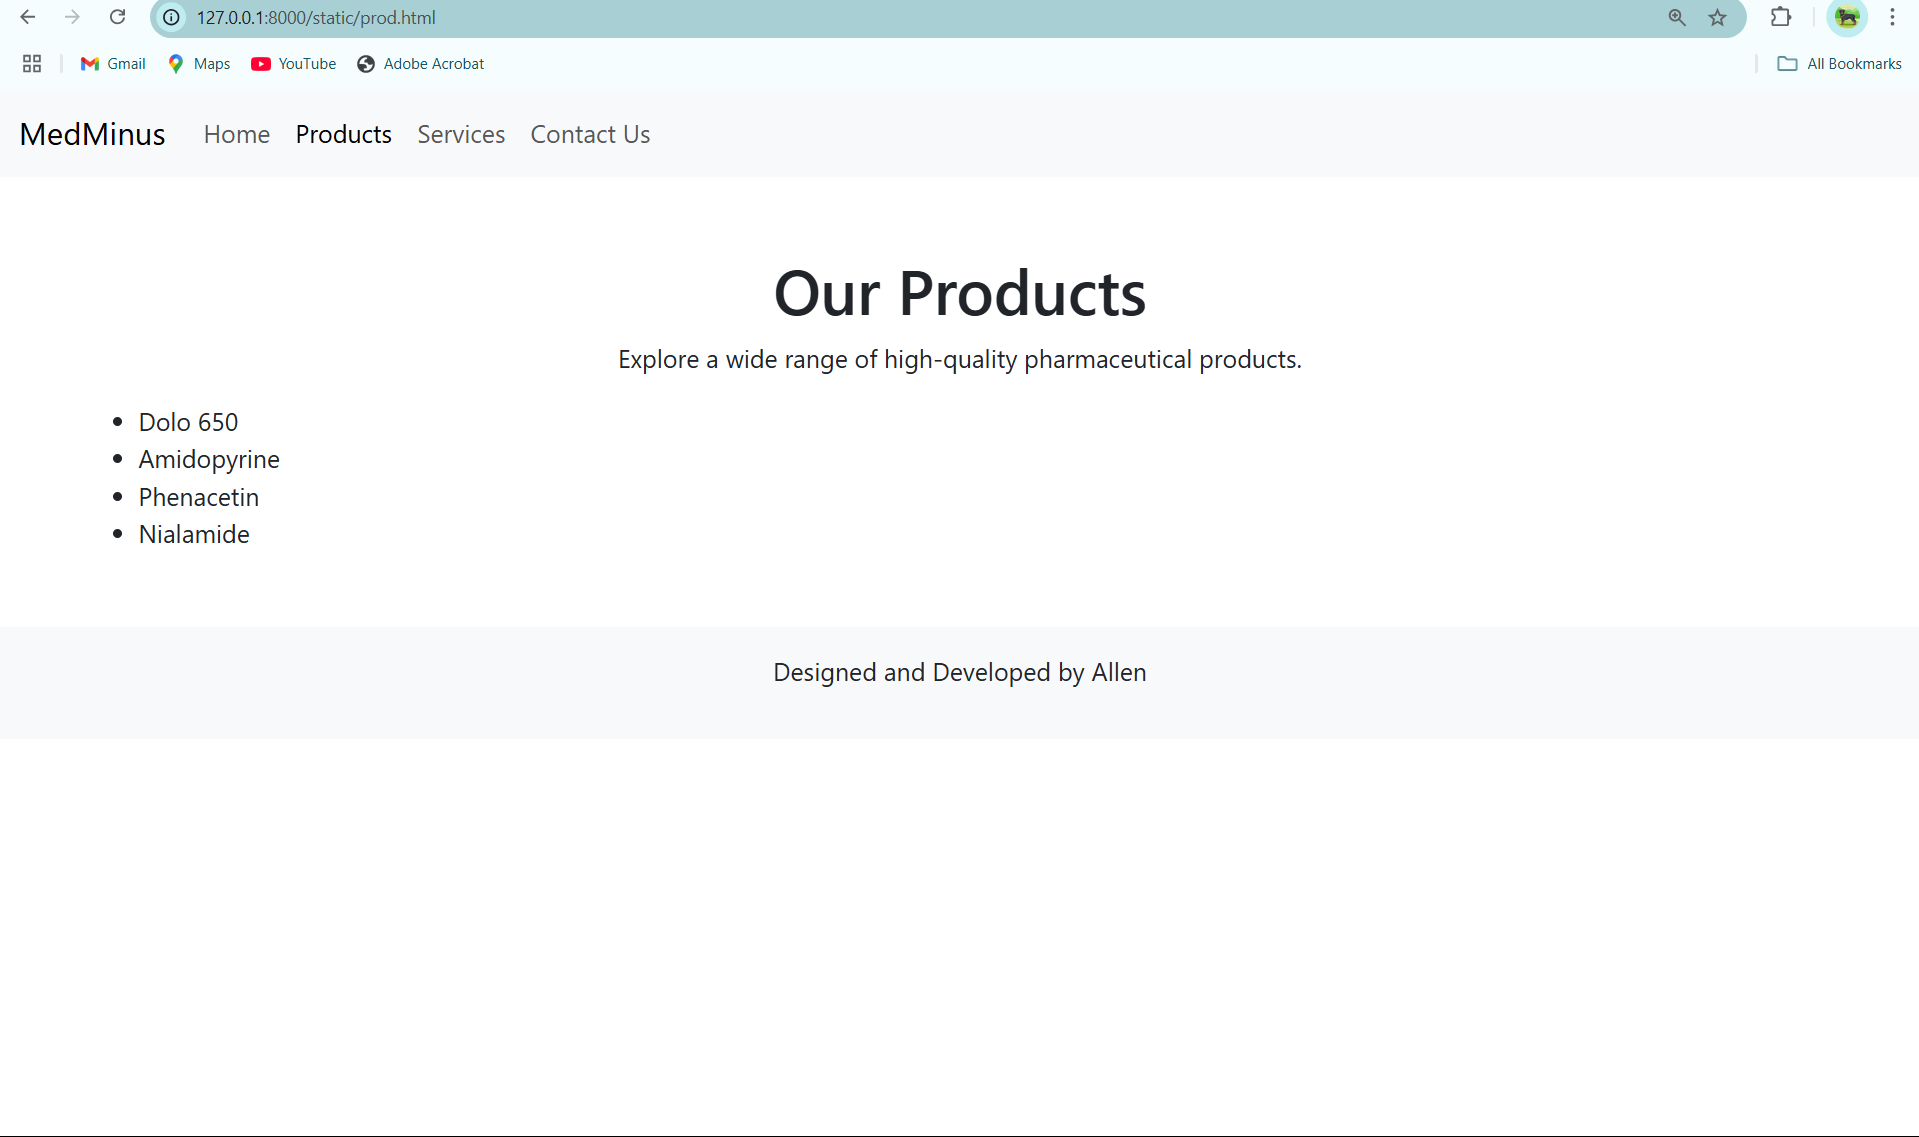 127.0.0.1:8000/static/prod.html
Gmail Maps YouTube Adobe Acrobat All Bookmarks
MedMinus Home Products Services Contact Us
Our Products
Explore a wide range of high-quality pharmaceutical products.
Dolo 650
Amidopyrine
Phenacetin
Nialamide
Designed and Developed by Allen